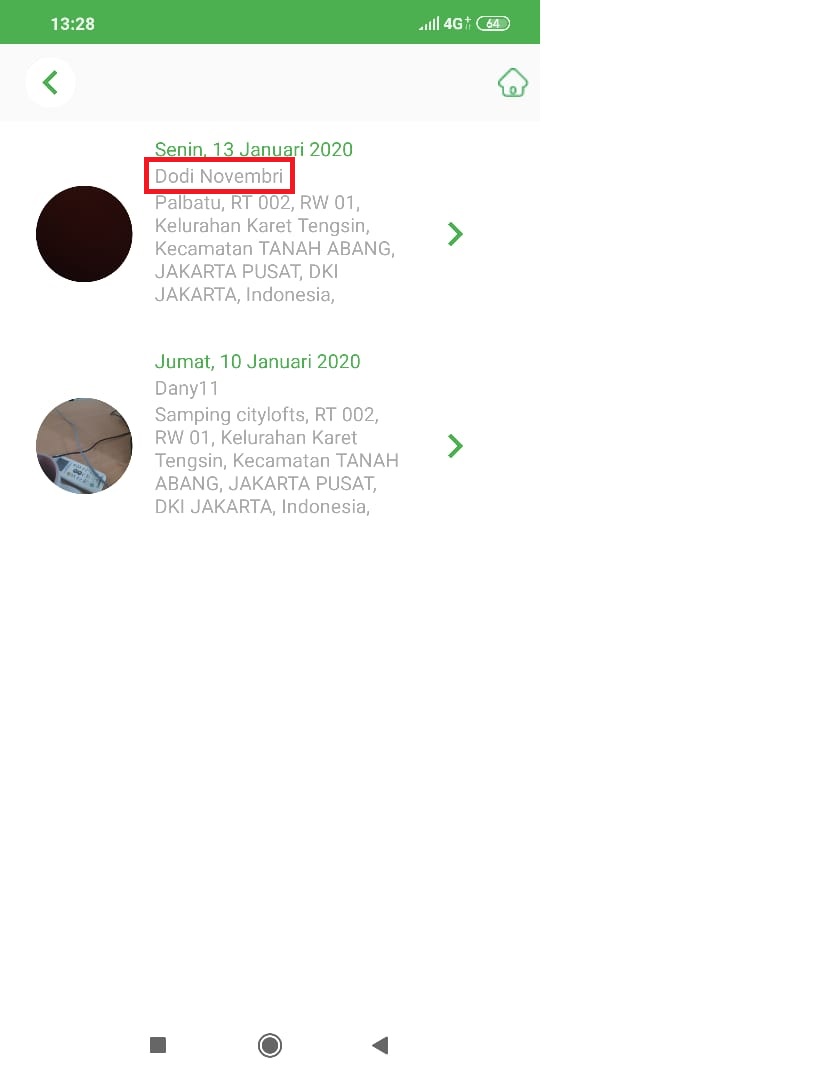 13:28
4G+
64
Senin, 13 Januari 2020
Dodi Novembri
Palbatu, RT 002, RW 01,
Kelurahan Karet Tengsin,
Kecamatan TANAH ABANG,
JAKARTA PUSAT, DKI
JAKARTA, Indonesia,
Jumat, 10 Januari 2020
Dany11
Samping citylofts, RT 002,
RW 01, Kelurahan Karet
Tengsin, Kecamatan TANAH
ABANG, JAKARTA PUSAT,
DKI JAKARTA, Indonesia,